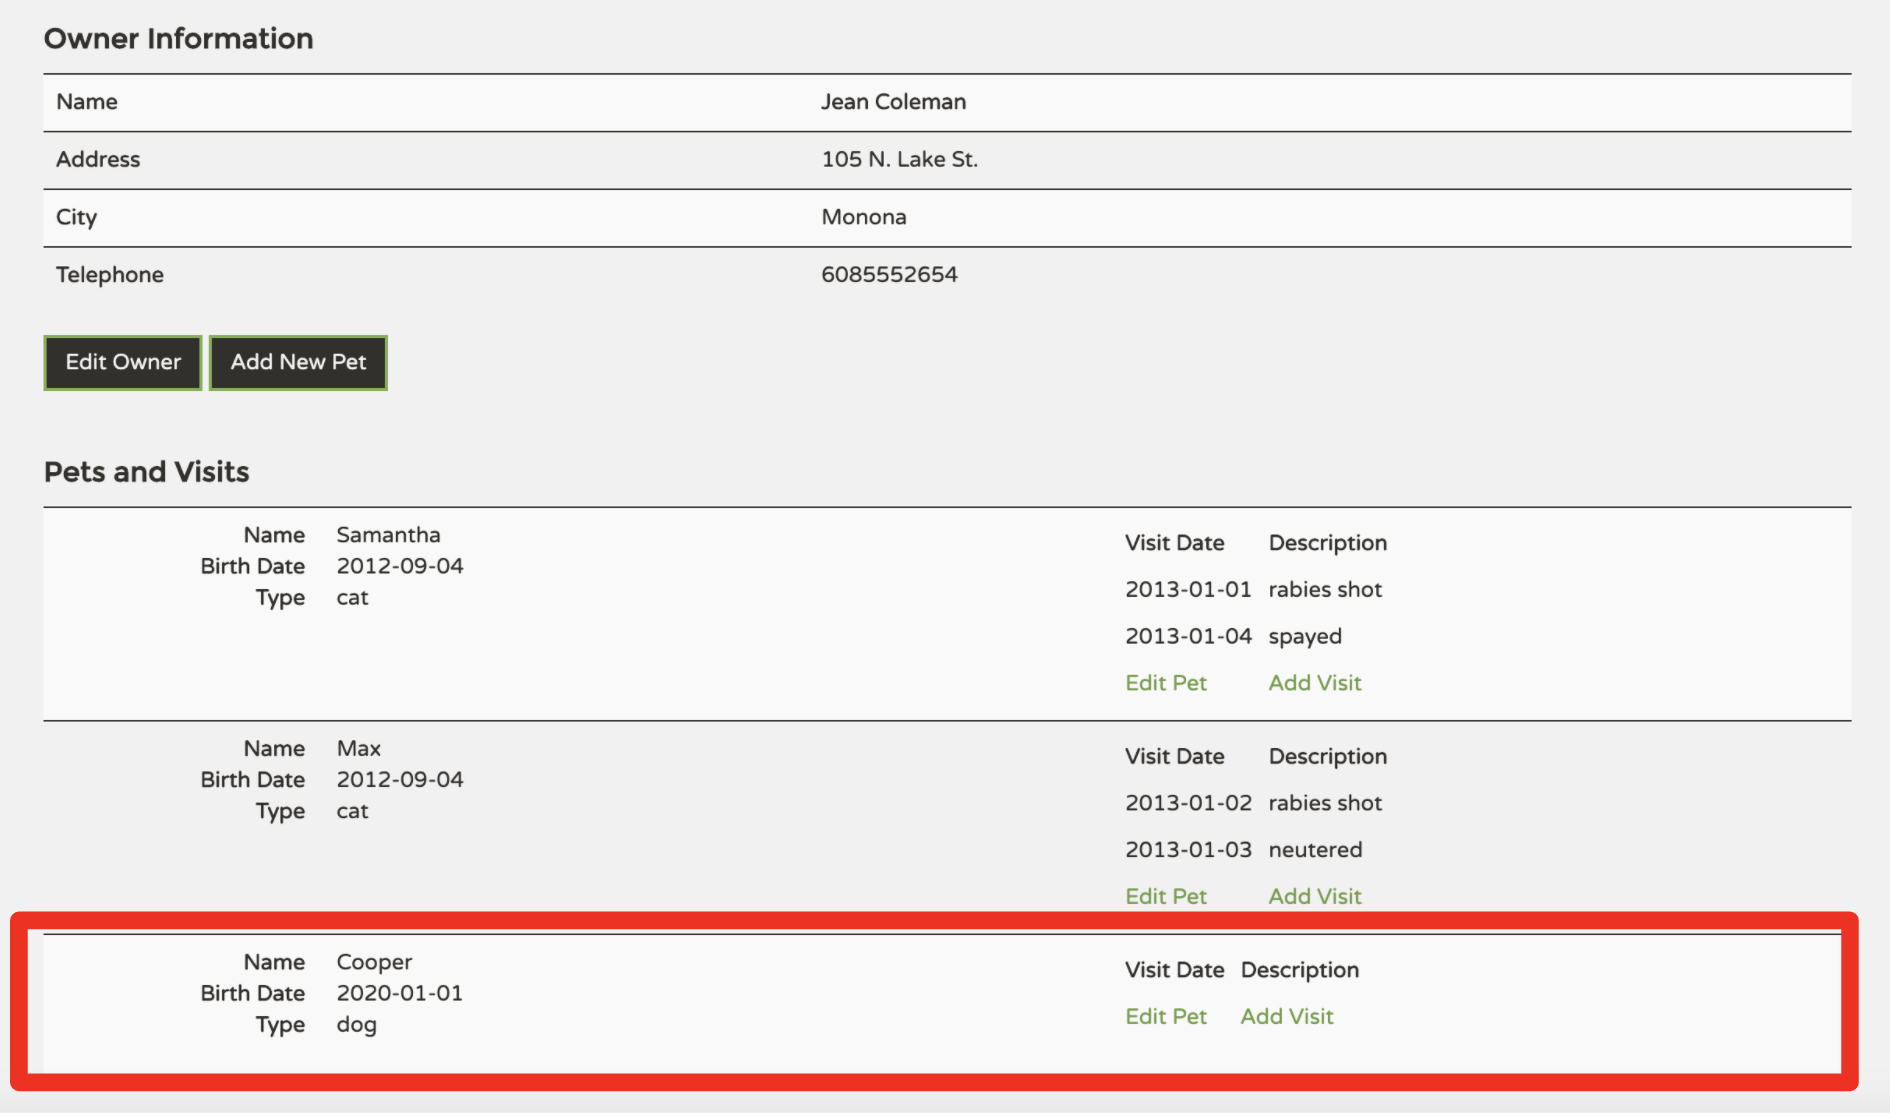 Owner Information
Name Jean Coleman
Address 105 N. Lake St.
City Monona
Telephone 6085552654
Edit Owner Add New Pet
Pets and Visits
Name Samantha
Birth Date 2012-09-04
Type cat
Visit Date Description
2013-01-01 rabies shot
2013-01-04 spayed
Edit Pet Add Visit
Name Max
Birth Date 2012-09-04
Type cat
Visit Date Description
2013-01-02 rabies shot
2013-01-03 neutered
Edit Pet Add Visit
Name Cooper
Birth Date 2020-01-01
Type dog
Visit Date Description
Edit Pet Add Visit